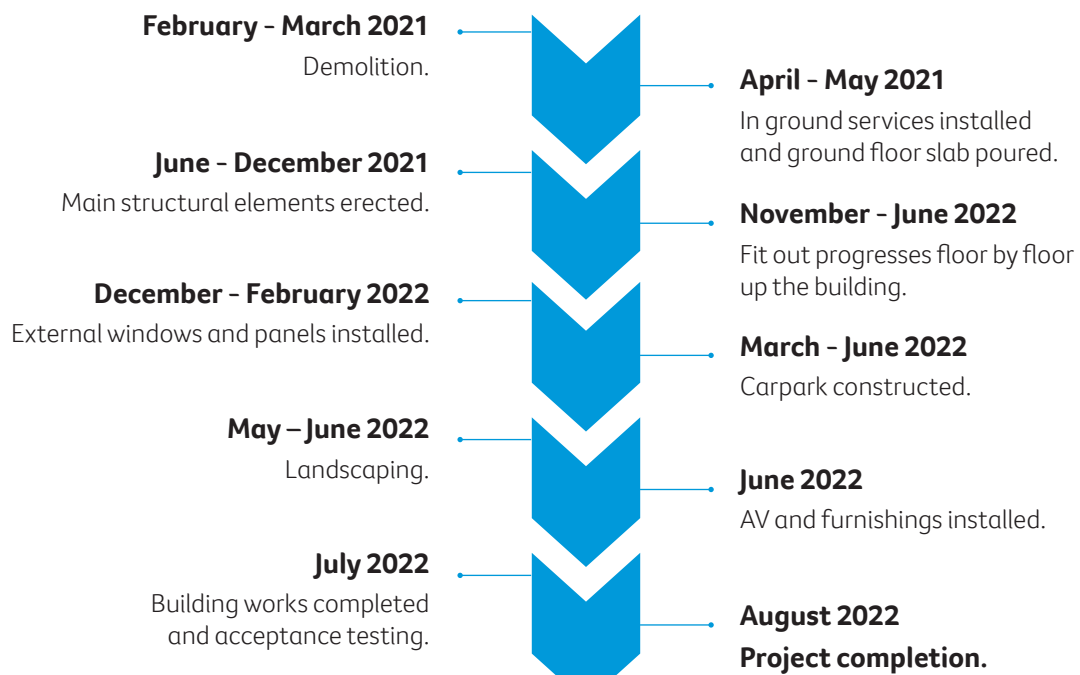 February - March 2021
Demolition.
April - May 2021
In ground services installed
and ground floor slab poured.
June - December 2021
Main structural elements erected.
November - June 2022
Fit out progresses floor by floor
up the building.
December - February 2022
External windows and panels installed.
March - June 2022
Carpark constructed.
May – June 2022
Landscaping.
June 2022
AV and furnishings installed.
July 2022
Building works completed
and acceptance testing.
August 2022
Project completion.